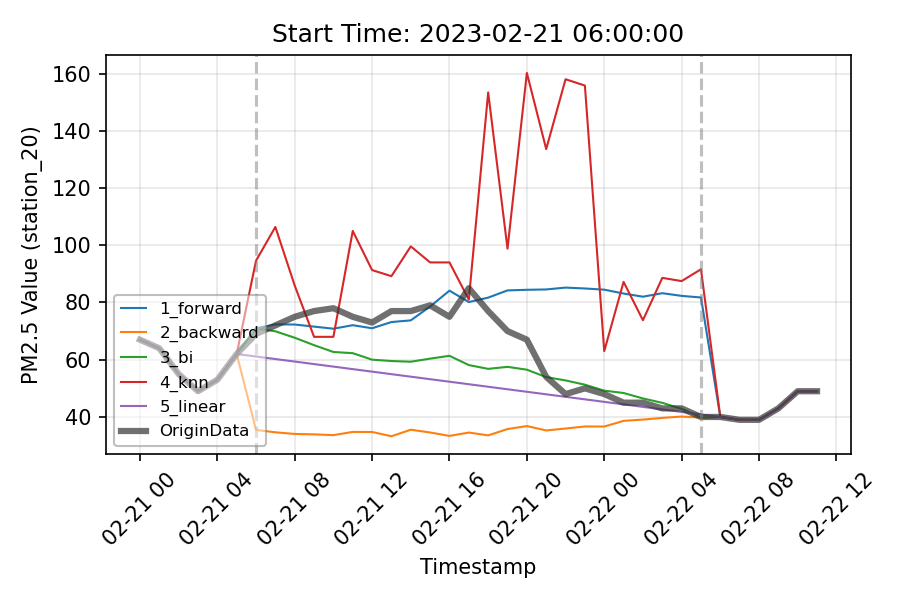 Start Time: 2023-02-21 06:00:00
PM2.5 Value (station_20)
160
140
120
100
80
60
40
1_forward
2_backward
3_bi
4_knn
5_linear
OriginData
02-21 00
02-21 04
02-21 08
02-21 12
02-21 16
02-21 20
02-22 00
02-22 04
02-22 08
02-22 12
Timestamp